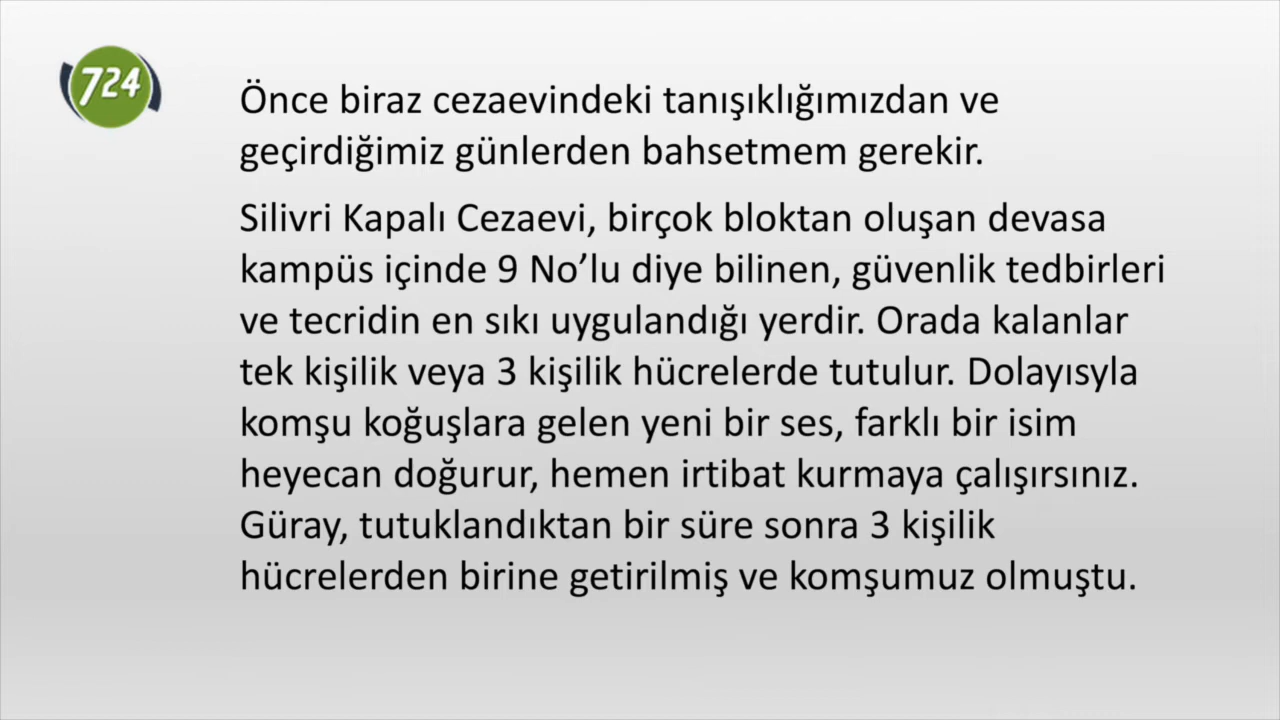 724
Önce biraz cezaevindeki tanışıklığımızdan ve
geçirdiğimiz günlerden bahsetmem gerekir.
Silivri Kapalı Cezaevi, birçok bloktan oluşan devasa
kampüs içinde 9 No’lu diye bilinen, güvenlik tedbirleri
ve tecridin en sıkı uygulandığı yerdir. Orada kalanlar
tek kişilik veya 3 kişilik hücrelerde tutulur. Dolayısyla
komşu koğuşlara gelen yeni bir ses, farklı bir isim
heyecan doğurur, hemen irtibat kurmaya çalışırsınız.
Güray, tutuklandıktan bir süre sonra 3 kişilik
hücrelerden birine getirilmiş ve komşumuz olmuştu.